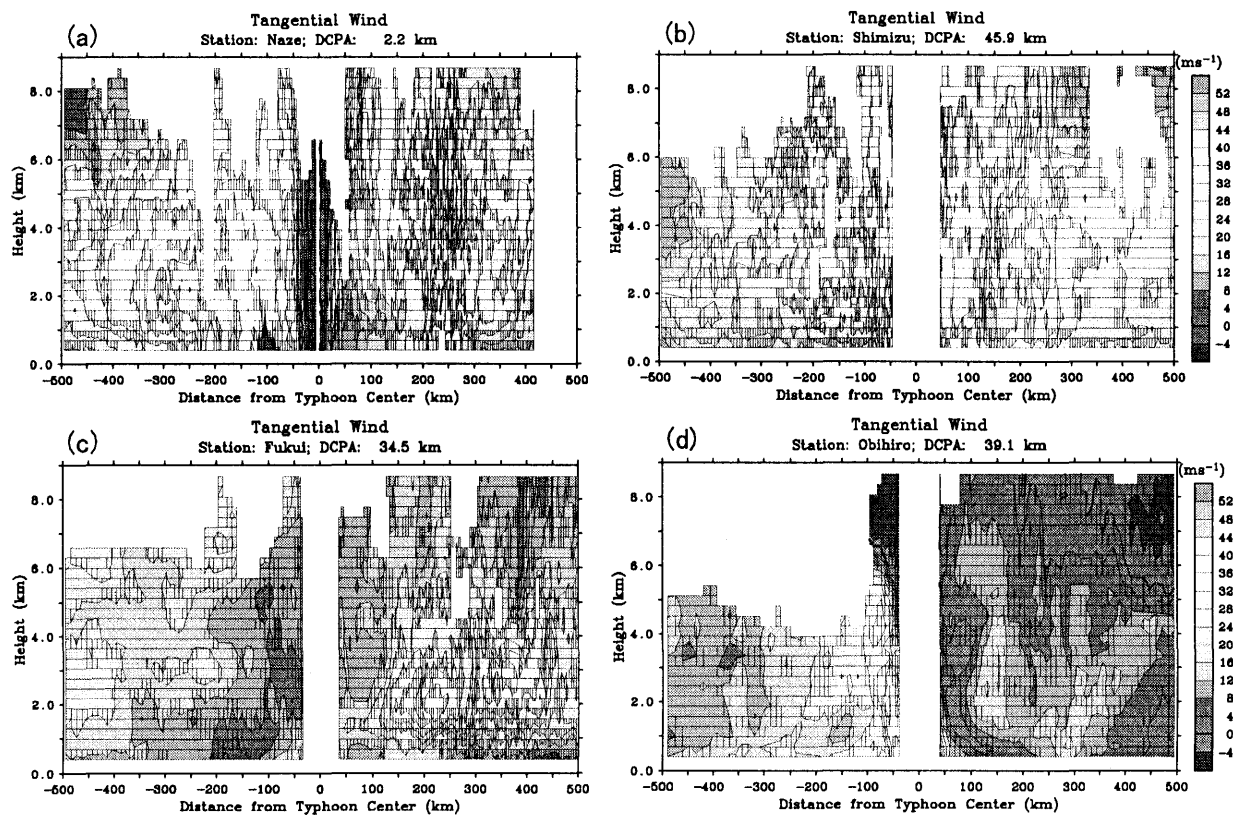 (a)
Tangential Wind
Station: Naze; DCPA: 2.2 km
Height (km)
8.0
6.0
4.0
2.0
0.0
-500 -400 -300 -200 -100 0 100 200 300 400 500
Distance from Typhoon Center (km)
(b)
Tangential Wind
Station: Shimizu; DCPA: 45.9 km
Height (km)
8.0
6.0
4.0
2.0
0.0
-500 -400 -300 -200 -100 0 100 200 300 400 500
Distance from Typhoon Center (km)
(ms⁻¹)
52
48
44
40
36
32
28
24
20
16
12
8
4
0
-4
(c)
Tangential Wind
Station: Fukui; DCPA: 34.5 km
Height (km)
8.0
6.0
4.0
2.0
0.0
-500 -400 -300 -200 -100 0 100 200 300 400 500
Distance from Typhoon Center (km)
(d)
Tangential Wind
Station: Obihiro; DCPA: 39.1 km
Height (km)
8.0
6.0
4.0
2.0
0.0
-500 -400 -300 -200 -100 0 100 200 300 400 500
Distance from Typhoon Center (km)
(ms⁻¹)
52
48
44
40
36
32
28
24
20
16
12
8
4
0
-4